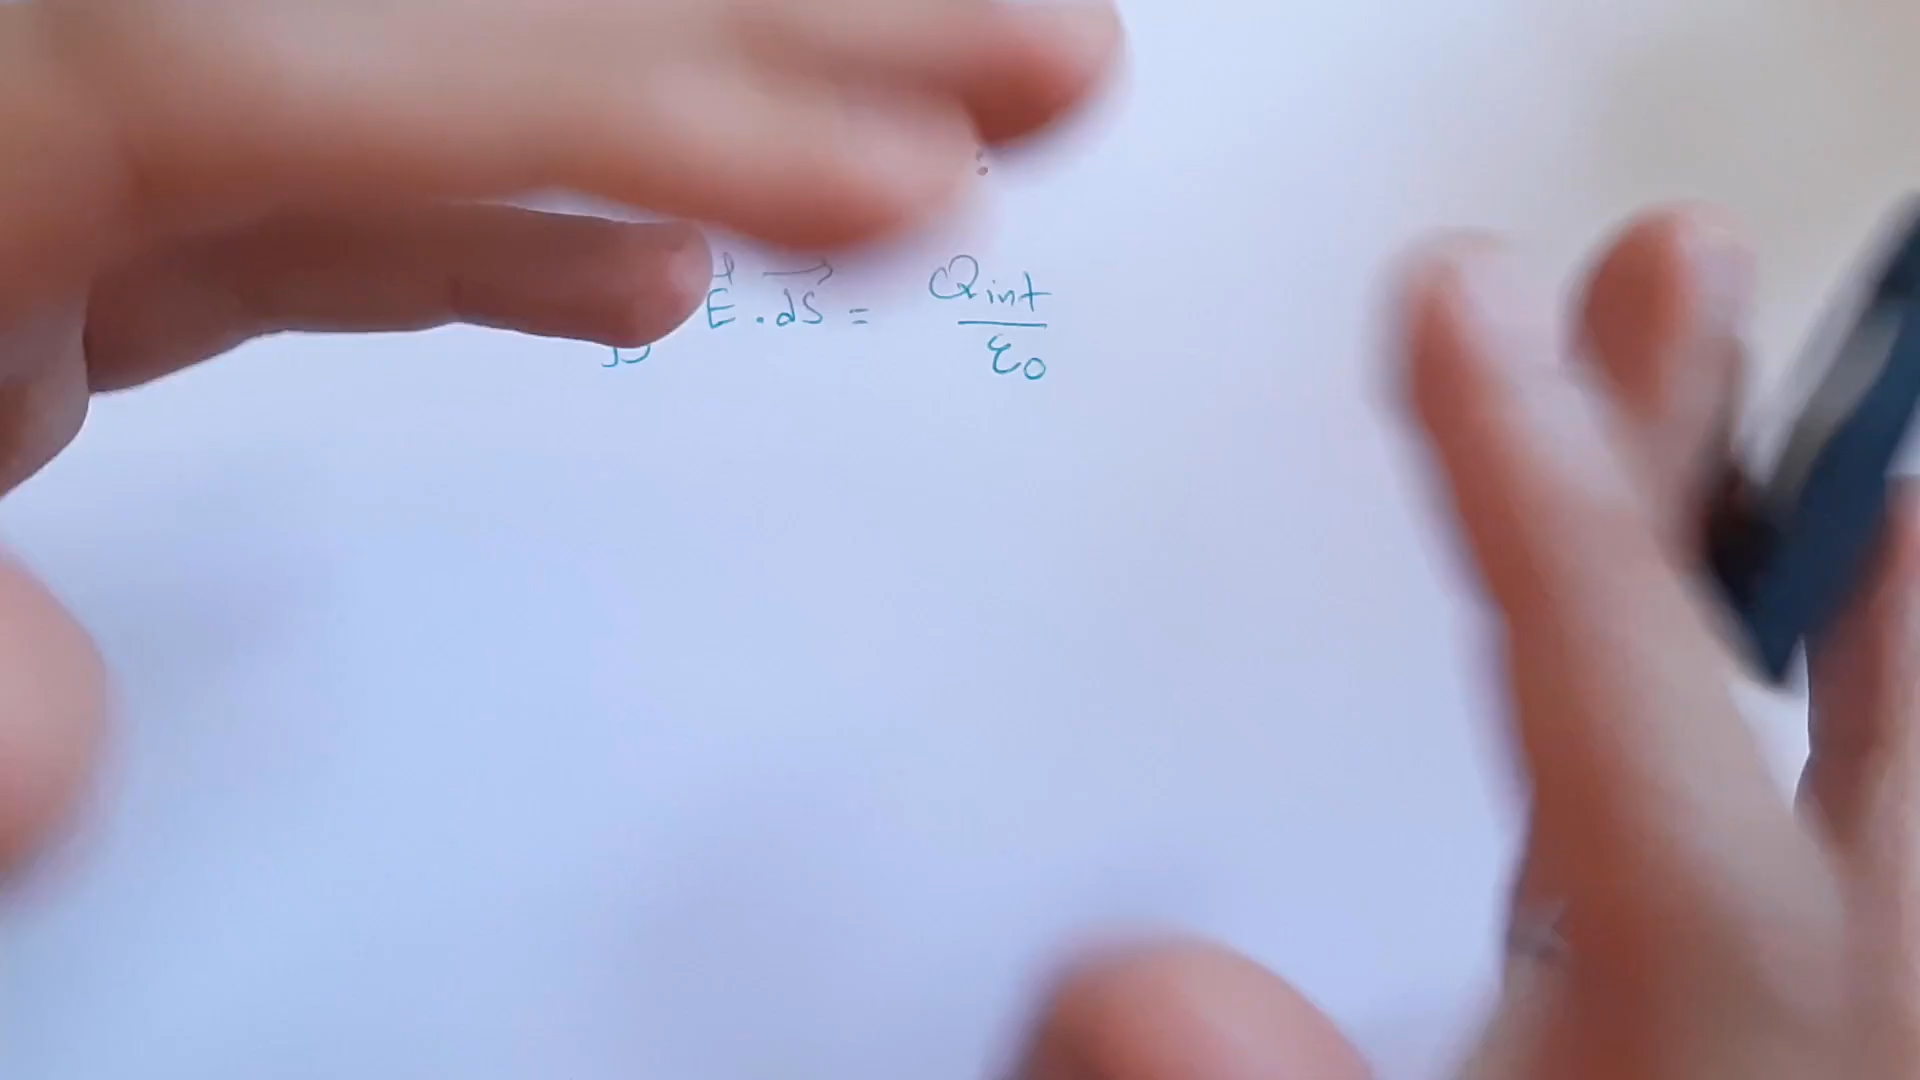 E⃗ . dS⃗ = Qint / ε0